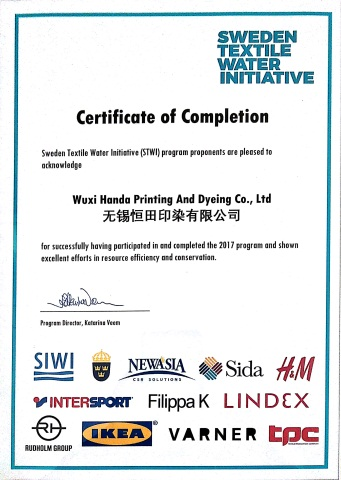 SWEDEN
TEXTILE
WATER
INITIATIVE
Certificate of Completion
Sweden Textile Water Initiative (STWI) program proponents are pleased to
acknowledge
Wuxi Handa Printing And Dyeing Co., Ltd
无锡恒田印染有限公司
for successfully having participated in and completed the 2017 program and shown
excellent efforts in resource efficiency and conservation.
Program Director, Katarina Veem
SIWI NEWASIA Sida H&M
CSR SOLUTIONS
INTERSPORT Filippa K LINDEX
RH IKEA VARNER tpc
RUDHOLM GROUP